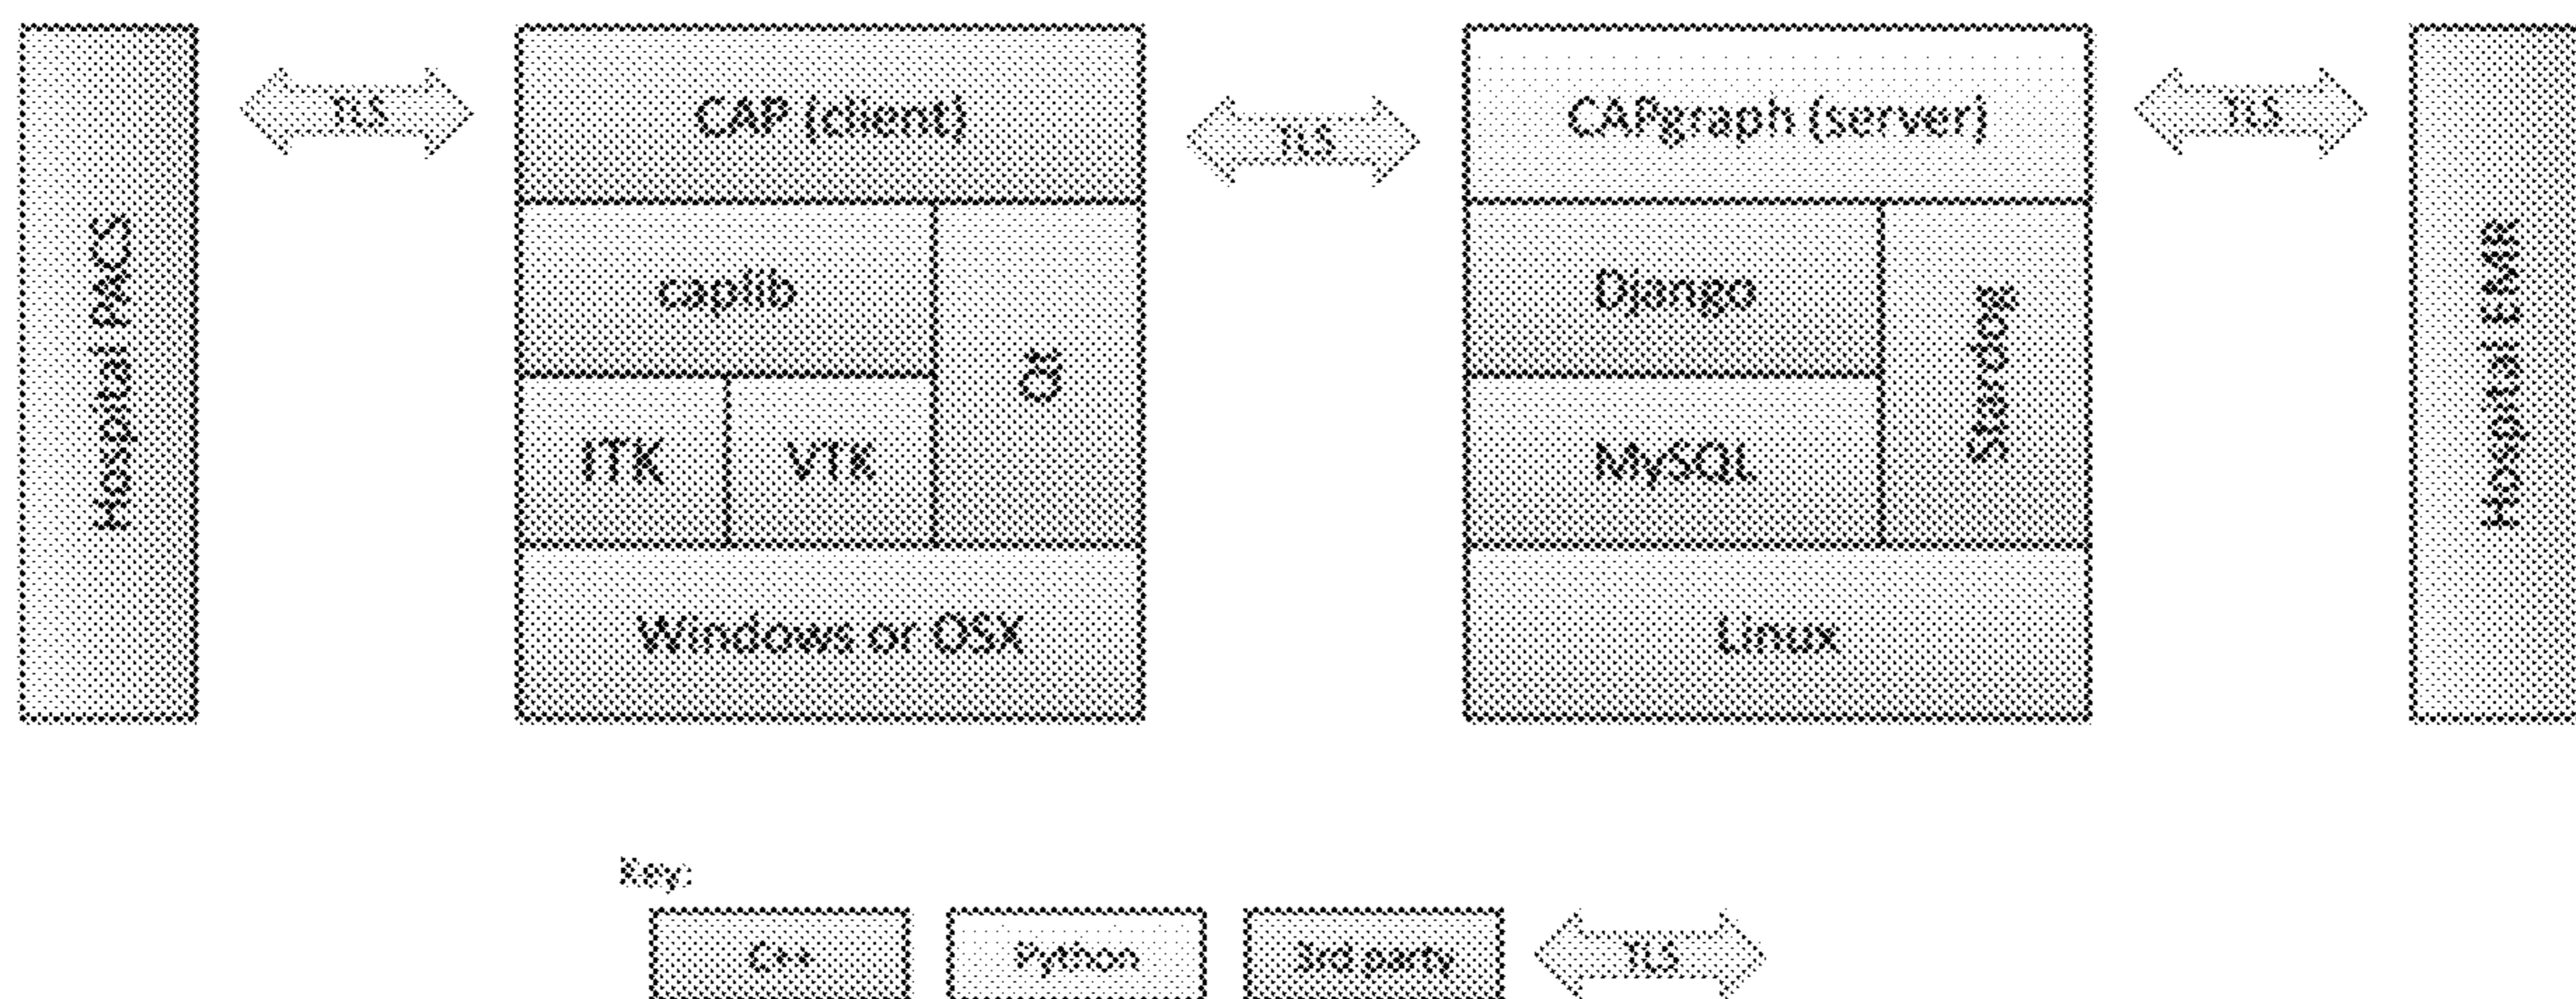 Hospital PACS
TLS
CAP (client)
caplib
Qt
ITK
VTK
Windows or OSX
TLS
CAPgraph (server)
Django
Stardog
MySQL
Linux
TLS
Hospital EMR
Key:
C++
Python
3rd party
TLS